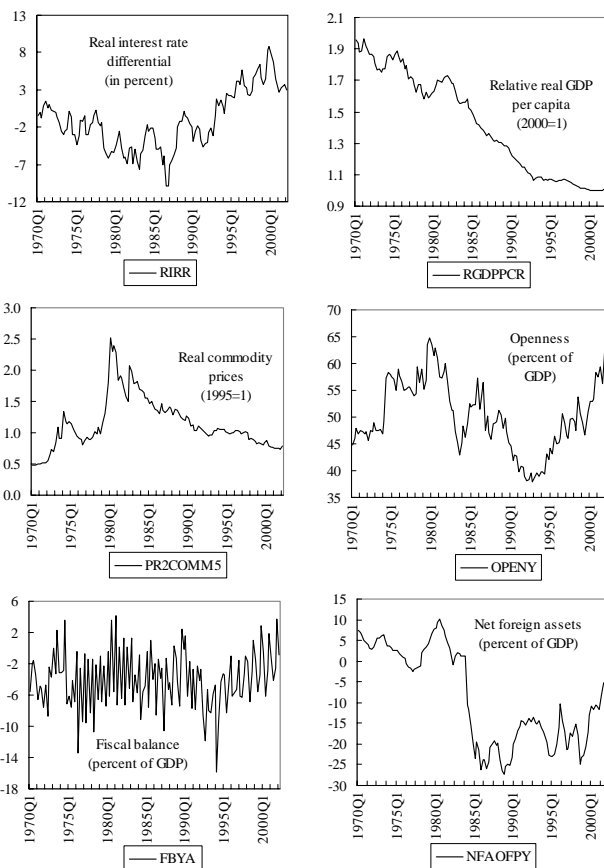 13
8
3
-2
-7
-12
Real interest rate
differential
(in percent)
1970Q1
1975Q1
1980Q1
1985Q1
1990Q1
1995Q1
2000Q1
RIRR
2.1
1.9
1.7
1.5
1.3
1.1
0.9
Relative real GDP
per capita
(2000=1)
1970Q1
1975Q1
1980Q1
1985Q1
1990Q1
1995Q1
2000Q1
RGDPPCR
3.0
2.5
2.0
1.5
1.0
0.5
0.0
Real commodity
prices
(1995=1)
1970Q1
1975Q1
1980Q1
1985Q1
1990Q1
1995Q1
2000Q1
PR2COMM5
70
65
60
55
50
45
40
35
Openness
(percent of
GDP)
1970Q1
1975Q1
1980Q1
1985Q1
1990Q1
1995Q1
2000Q1
OPENY
6
2
-2
-6
-10
-14
-18
Fiscal balance
(percent of GDP)
1970Q1
1975Q1
1980Q1
1985Q1
1990Q1
1995Q1
2000Q1
FBYA
15
10
5
0
-5
-10
-15
-20
-25
-30
Net foreign assets
(percent of GDP)
1970Q1
1975Q1
1980Q1
1985Q1
1990Q1
1995Q1
2000Q1
NFAOFPY